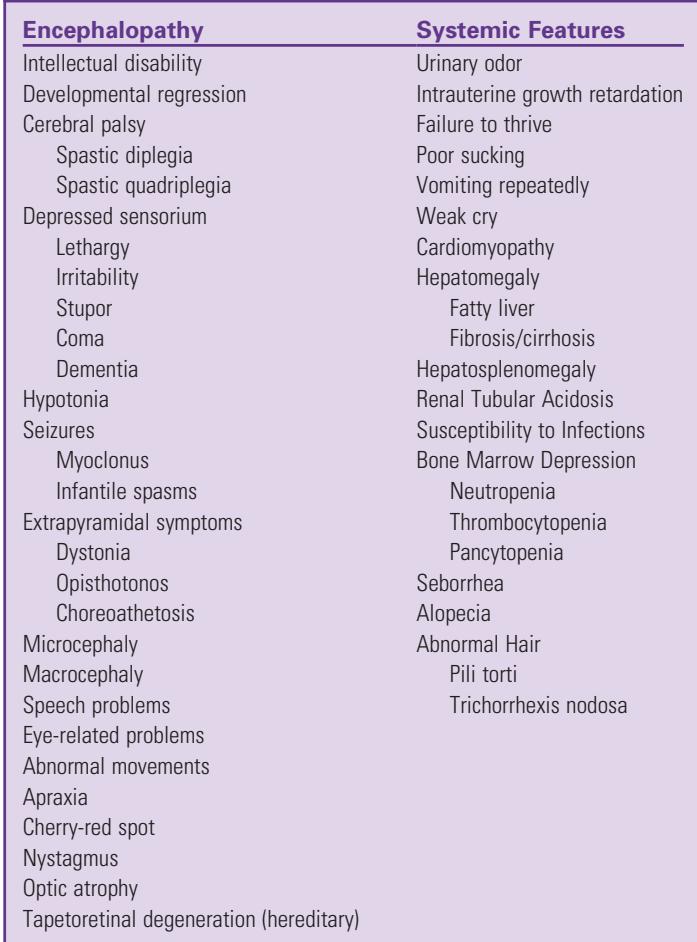 Encephalopathy
Intellectual disability
Developmental regression
Cerebral palsy
Spastic diplegia
Spastic quadriplegia
Depressed sensorium
Lethargy
Irritability
Stupor
Coma
Dementia
Hypotonia
Seizures
Myoclonus
Infantile spasms
Extrapyramidal symptoms
Dystonia
Opisthotonos
Choreoathetosis
Microcephaly
Macrocephaly
Speech problems
Eye-related problems
Abnormal movements
Apraxia
Cherry-red spot
Nystagmus
Optic atrophy
Tapetoretinal degeneration (hereditary)
Systemic Features
Urinary odor
Intrauterine growth retardation
Failure to thrive
Poor sucking
Vomiting repeatedly
Weak cry
Cardiomyopathy
Hepatomegaly
Fatty liver
Fibrosis/cirrhosis
Hepatosplenomegaly
Renal Tubular Acidosis
Susceptibility to Infections
Bone Marrow Depression
Neutropenia
Thrombocytopenia
Pancytopenia
Seborrhea
Alopecia
Abnormal Hair
Pili torti
Trichorrhexis nodosa